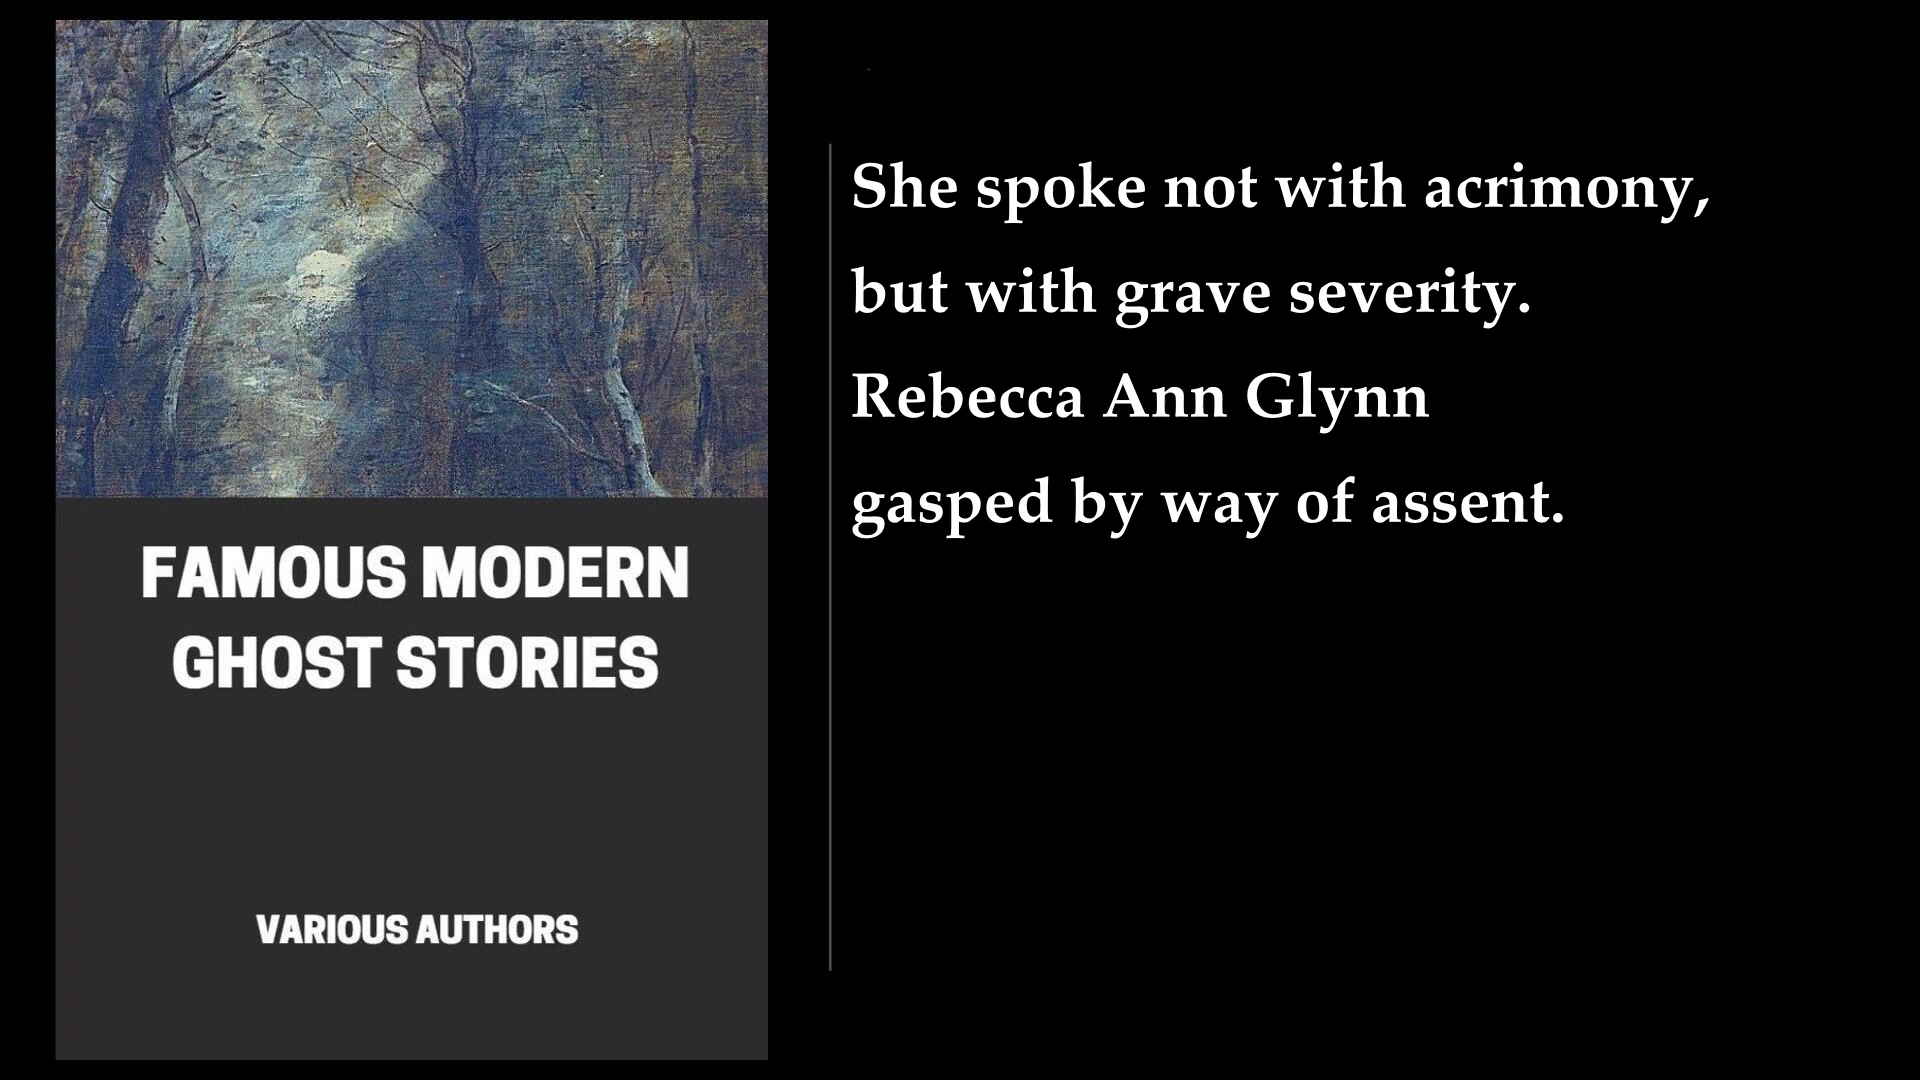 FAMOUS MODERN
GHOST STORIES
VARIOUS AUTHORS
She spoke not with acrimony,
but with grave severity.
Rebecca Ann Glynn
gasped by way of assent.